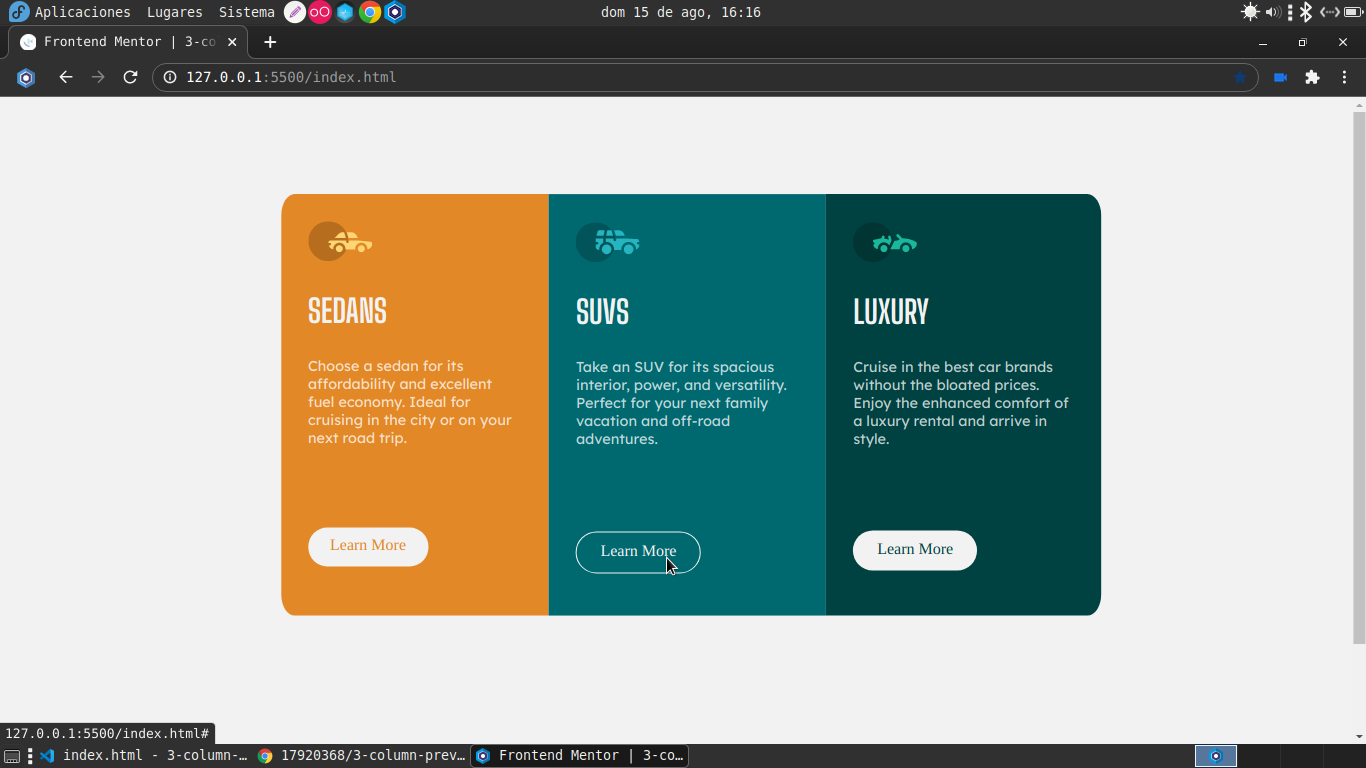 Aplicaciones Lugares Sistema dom 15 de ago, 16:16
Frontend Mentor | 3-co
127.0.0.1:5500/index.html
SEDANS
Choose a sedan for its
affordability and excellent
fuel economy. Ideal for
cruising in the city or on your
next road trip.
Learn More
SUVS
Take an SUV for its spacious
interior, power, and versatility.
Perfect for your next family
vacation and off-road
adventures.
Learn More
LUXURY
Cruise in the best car brands
without the bloated prices.
Enjoy the enhanced comfort of
a luxury rental and arrive in
style.
Learn More
127.0.0.1:5500/index.html#
index.html - 3-column-... 17920368/3-column-prev... Frontend Mentor | 3-co...